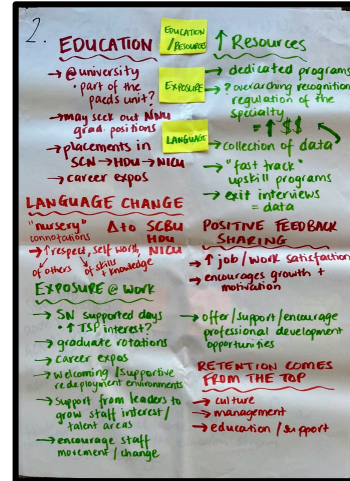 2.
EDUCATION
→ @university
• part of the
paeds unit?
→ may seek out NNU
grad. positions
→ placements in
SCN → HDU → NICU
→ career expos
LANGUAGE CHANGE
"nursery"
connotations
Δ to SCBU
HDU
NICU
→ ↑ respect, self worth,
of others
of skills
+ knowledge
EXPOSURE @ WORK
→ SN supported days
• ↑ TSP interest?
→ graduate rotations
→ career expos
→ welcoming / supportive
redeployment environments
→ support from leaders to
grow staff interest /
talent areas
→ encourage staff
movement / change
EDUCATION
/ RESOURCES
EXPOSURE
LANGUAGE
↑ Resources
→ dedicated programs
→ ? overarching recognition
regulation of the
specialty
= ↑ $$
→ collection of data
→ "fast track"
upskill programs
→ exit interviews
= data
POSITIVE FEEDBACK
SHARING
→ ↑ job / work satisfaction
→ encourages growth +
motivation
→ offer / support / encourage
professional development
opportunities
RETENTION COMES
FROM THE TOP
→ culture
→ management
→ education / support